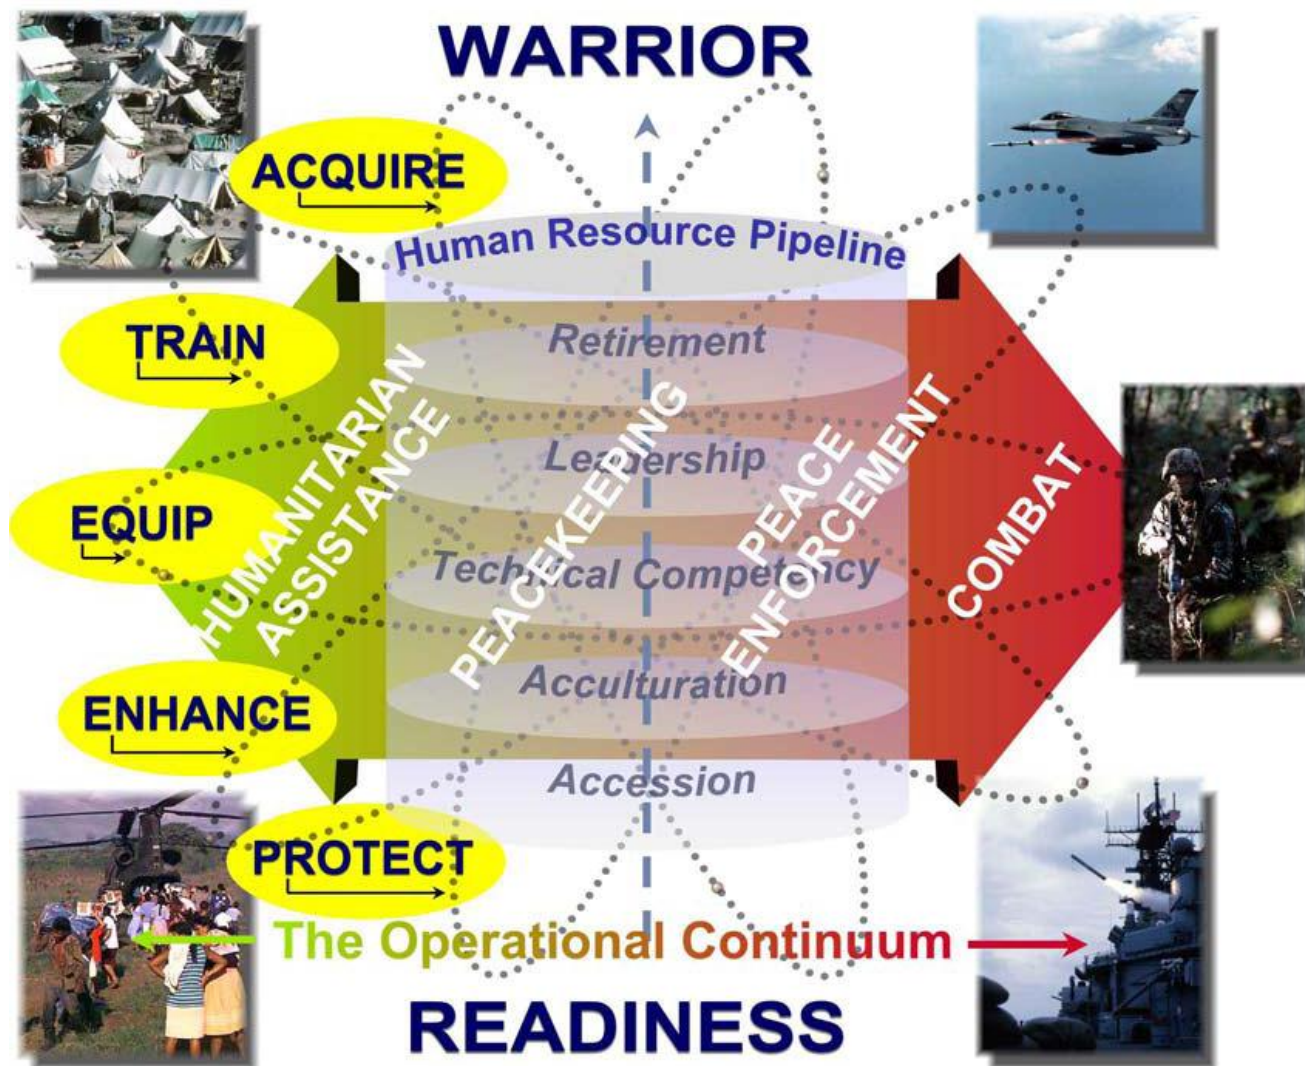 WARRIOR
ACQUIRE
Human Resource Pipeline
TRAIN
Retirement
HUMANITARIAN
ASSISTANCE
PEACEKEEPING
PEACE
ENFORCEMENT
COMBAT
Leadership
EQUIP
Technical Competency
ENHANCE
Acculturation
Accession
PROTECT
The Operational Continuum
READINESS